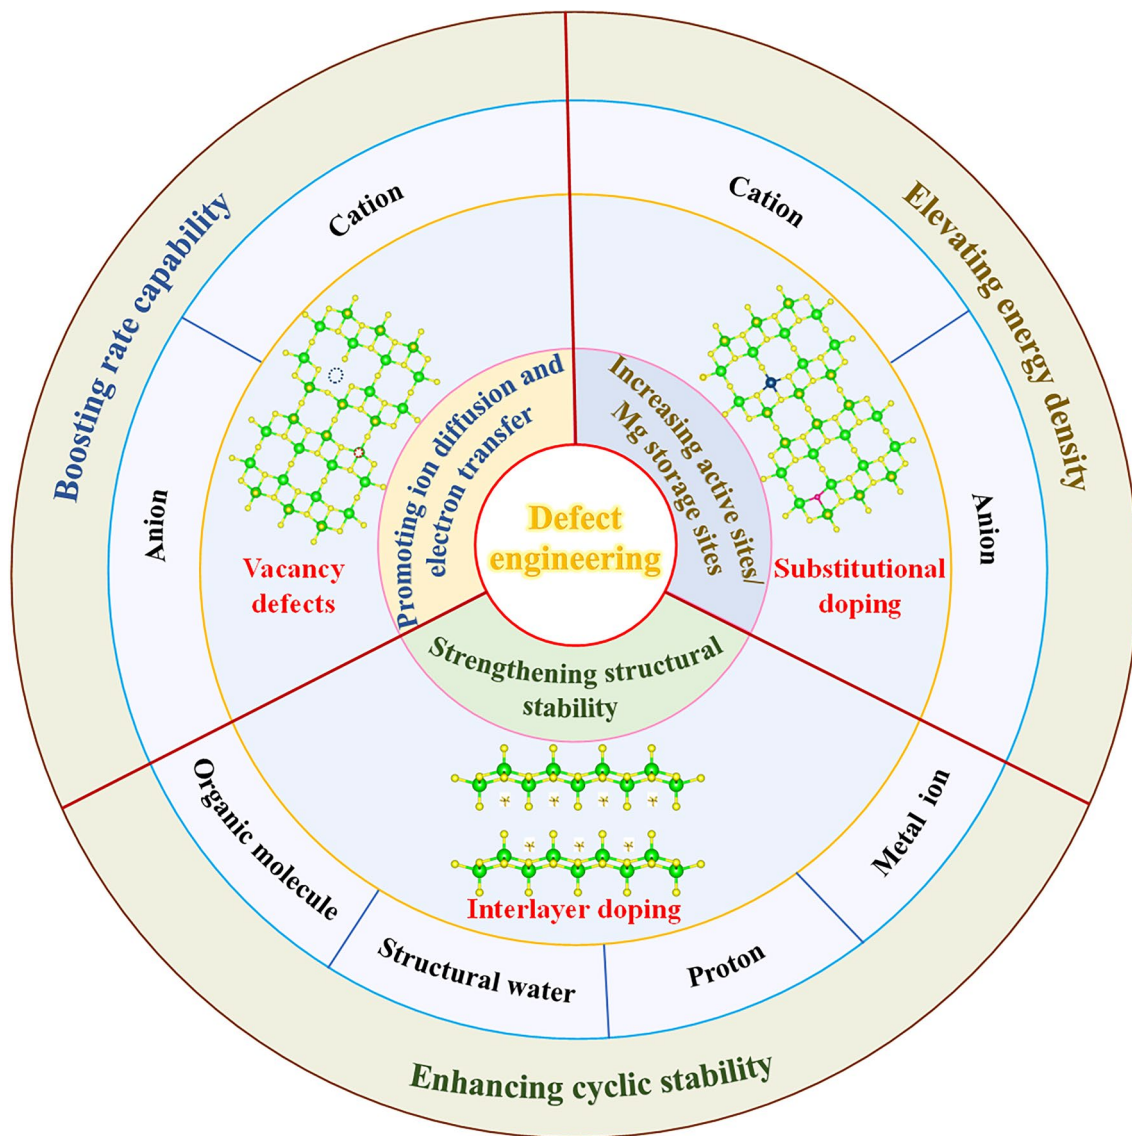 Boosting rate capability
Elevating energy density
Enhancing cyclic stability
Cation
Anion
Cation
Anion
Organic molecule
Structural water
Proton
Metal ion
Vacancy
defects
Substitutional
doping
Interlayer doping
Promoting ion diffusion and
electron transfer
Increasing active sites/
Mg storage sites
Strengthening structural
stability
Defect
engineering